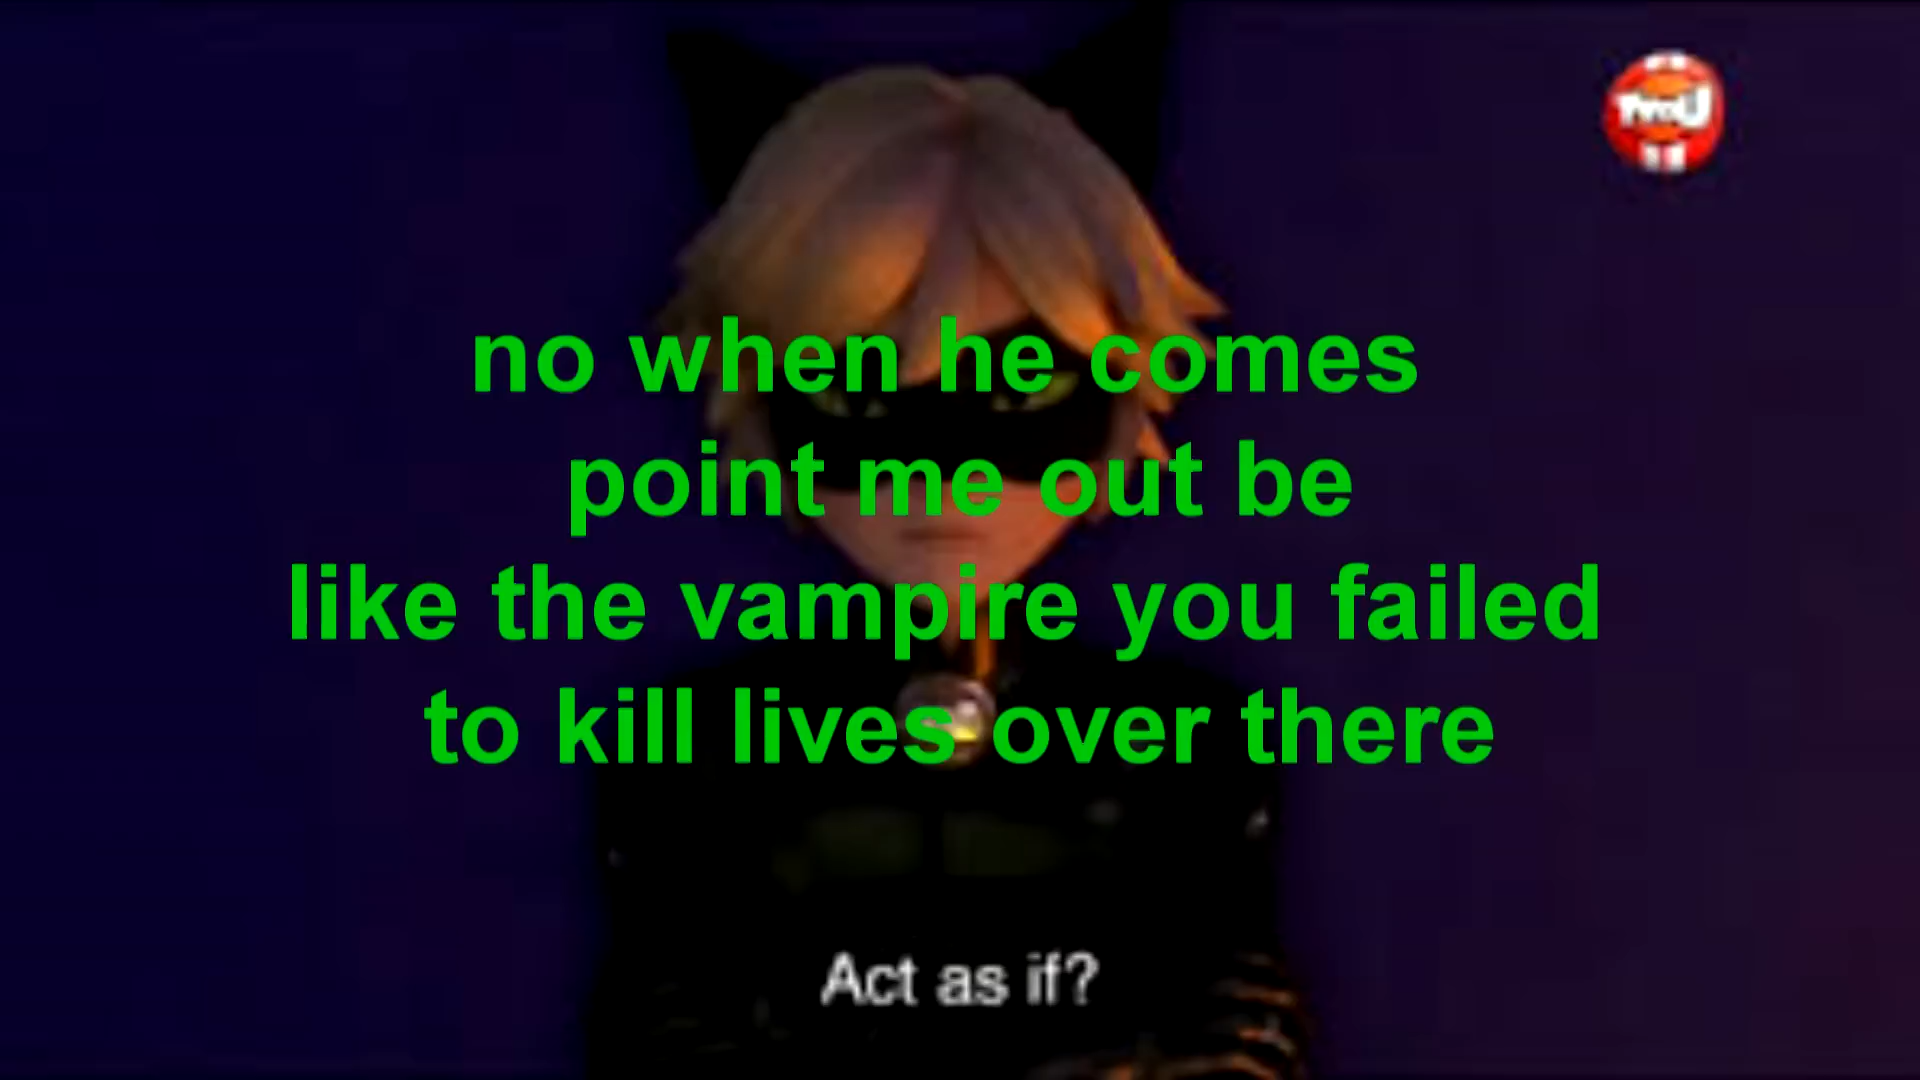 TVOU
no when he comes
point me out be
like the vampire you failed
to kill lives over there
Act as if?